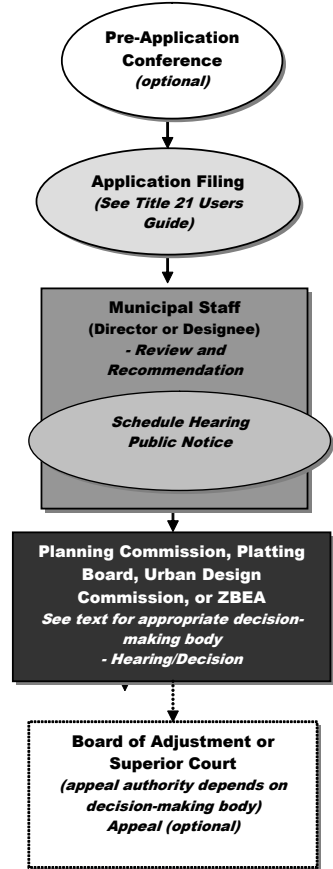 Pre-Application
Conference
(optional)
Application Filing
(See Title 21 Users
Guide)
Municipal Staff
(Director or Designee)
- Review and
Recommendation
Schedule Hearing
Public Notice
Planning Commission, Platting
Board, Urban Design
Commission, or ZBEA
See text for appropriate decision-
making body
- Hearing/Decision
Board of Adjustment or
Superior Court
(appeal authority depends on
decision-making body)
Appeal (optional)